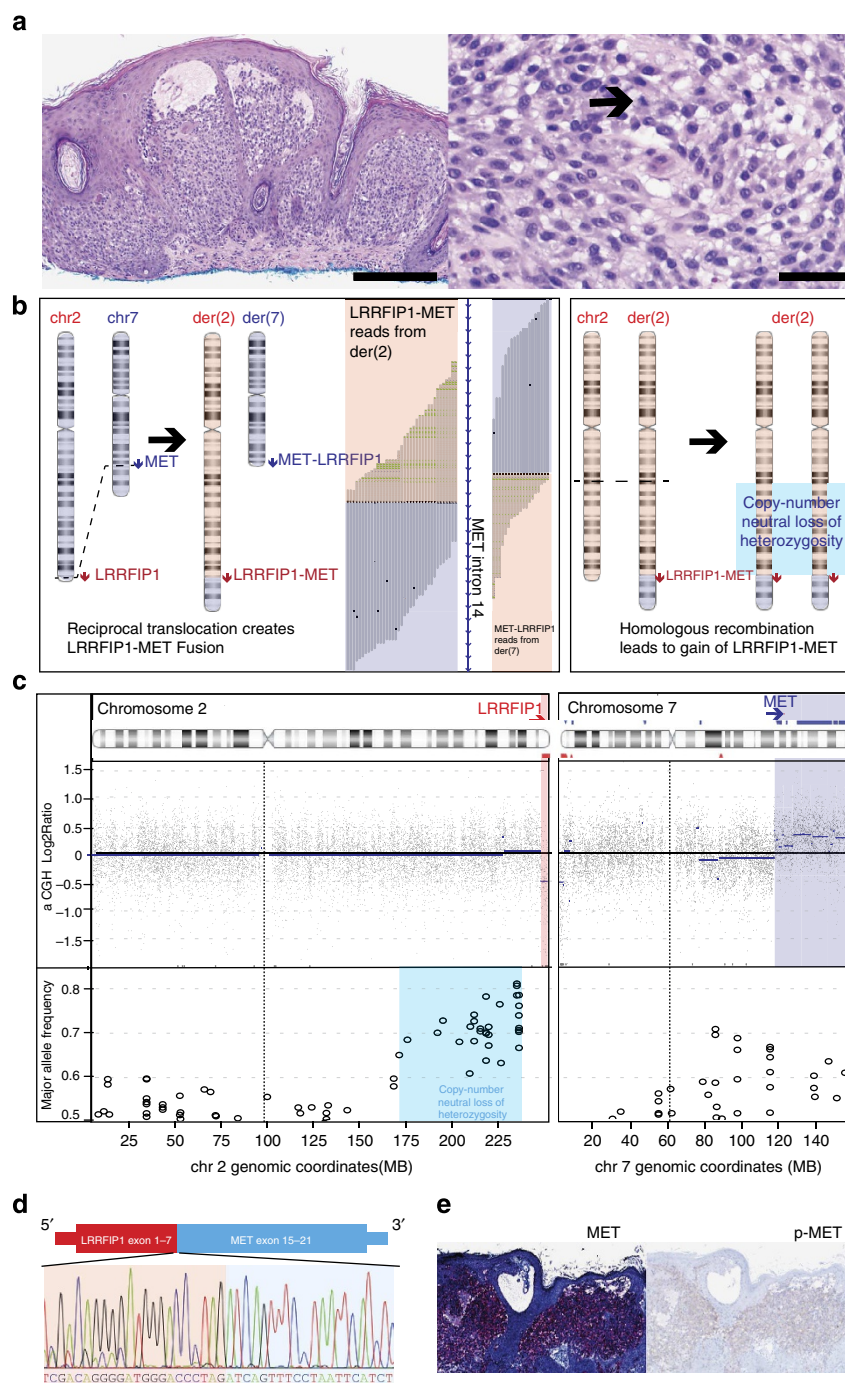 a
b
chr2
chr7
der(2)
der(7)
MET
MET-LRRFIP1
LRRFIP1
LRRFIP1-MET
Reciprocal translocation creates
LRRFIP1-MET Fusion
LRRFIP1-MET
reads from
der(2)
MET intron 14
MET-LRRFIP1
reads from
der(7)
chr2
der(2)
der(2)
Copy-number
neutral loss of
heterozygosity
LRRFIP1-MET
Homologous recombination
leads to gain of LRRFIP1-MET
c
Chromosome 2
LRRFIP1
Chromosome 7
MET
a CGH Log2Ratio
1.5
1.0
0.5
0
−0.5
−1.0
−1.5
Major allele frequency
0.8
0.7
0.6
0.5
Copy-number
neutral loss of
heterozygosity
25 50 75 100 125 150 175 200 225
chr 2 genomic coordinates(MB)
20 40 60 80 100 120 140
chr 7 genomic coordinates (MB)
d
5′
3′
LRRFIP1 exon 1–7
MET exon 15–21
TCGACAGGGGATGGGACCCTAGATCAGTTTCCTAATTCATCT
e
MET
p-MET